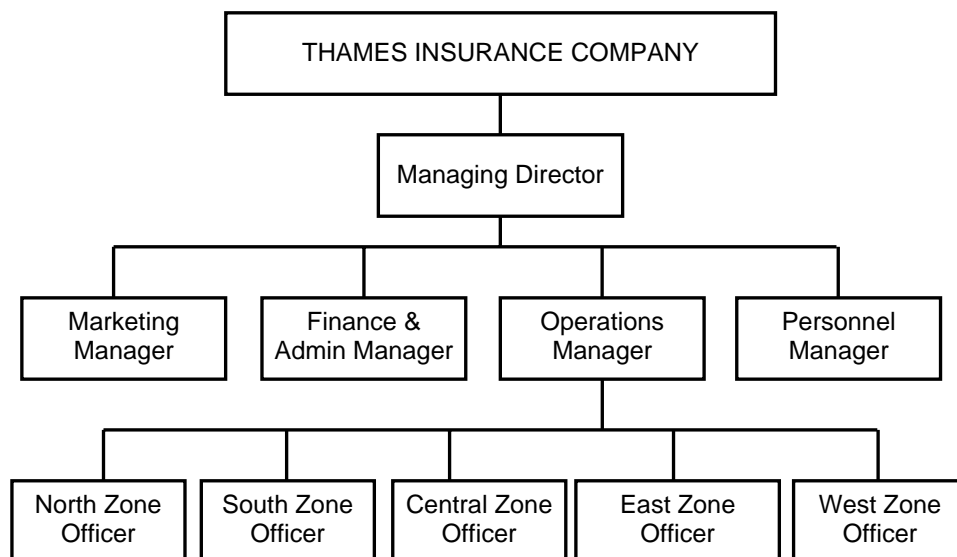 THAMES INSURANCE COMPANY
Managing Director
Marketing
Manager
Finance &
Admin Manager
Operations
Manager
Personnel
Manager
North Zone
Officer
South Zone
Officer
Central Zone
Officer
East Zone
Officer
West Zone
Officer